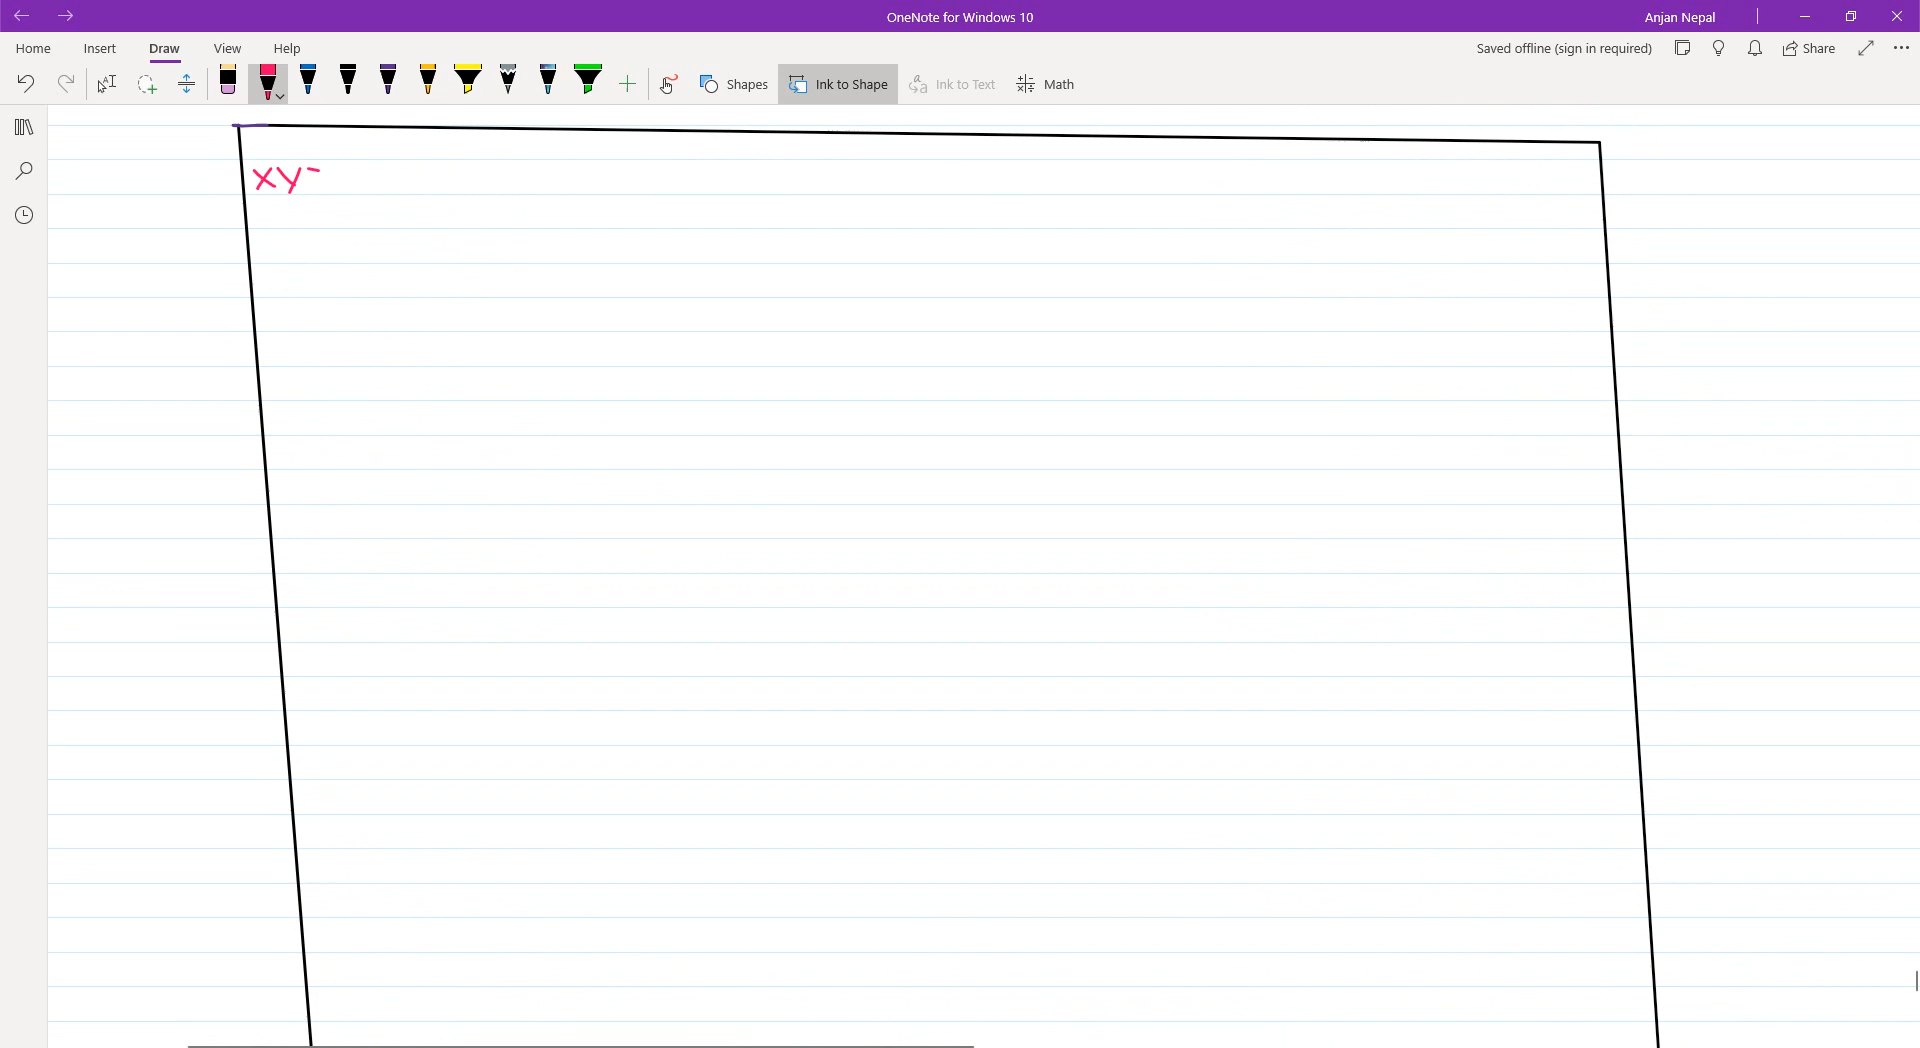 OneNote for Windows 10
Anjan Nepal
Home Insert Draw View Help
Saved offline (sign in required)
Share
Shapes
Ink to Shape
Ink to Text
Math
xy-